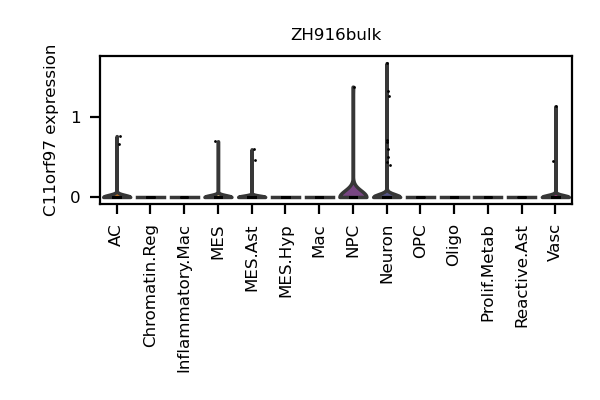 ZH916bulk
C11orf97 expression
1
0
AC
Chromatin.Reg
Inflammatory.Mac
MES
MES.Ast
MES.Hyp
Mac
NPC
Neuron
OPC
Oligo
Prolif.Metab
Reactive.Ast
Vasc